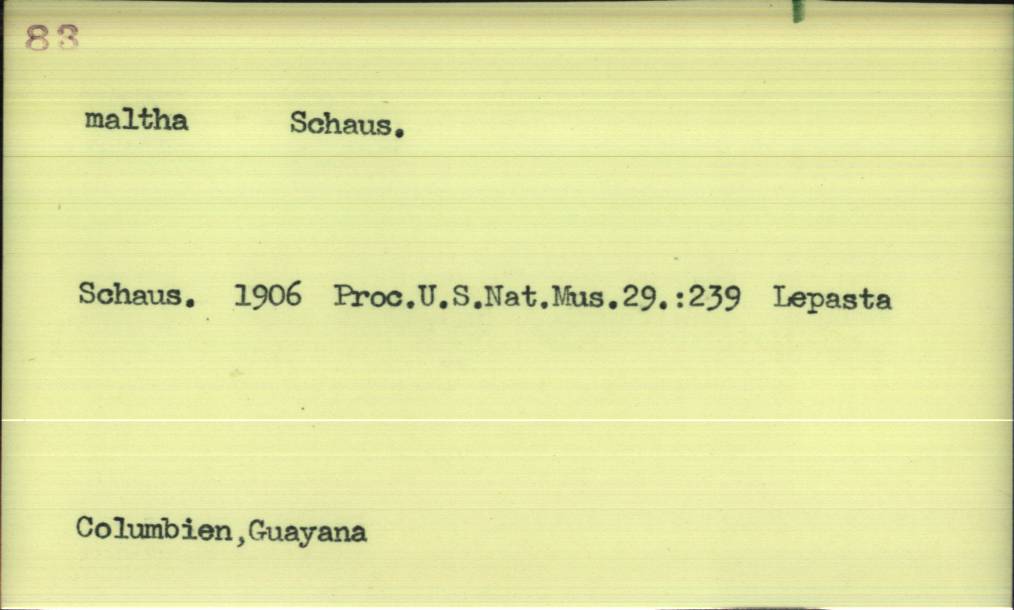 83
maltha Schaus.
Schaus. 1906 Proc.U.S.Nat.Mus.29.:239 Lepasta
Columbien,Guayana